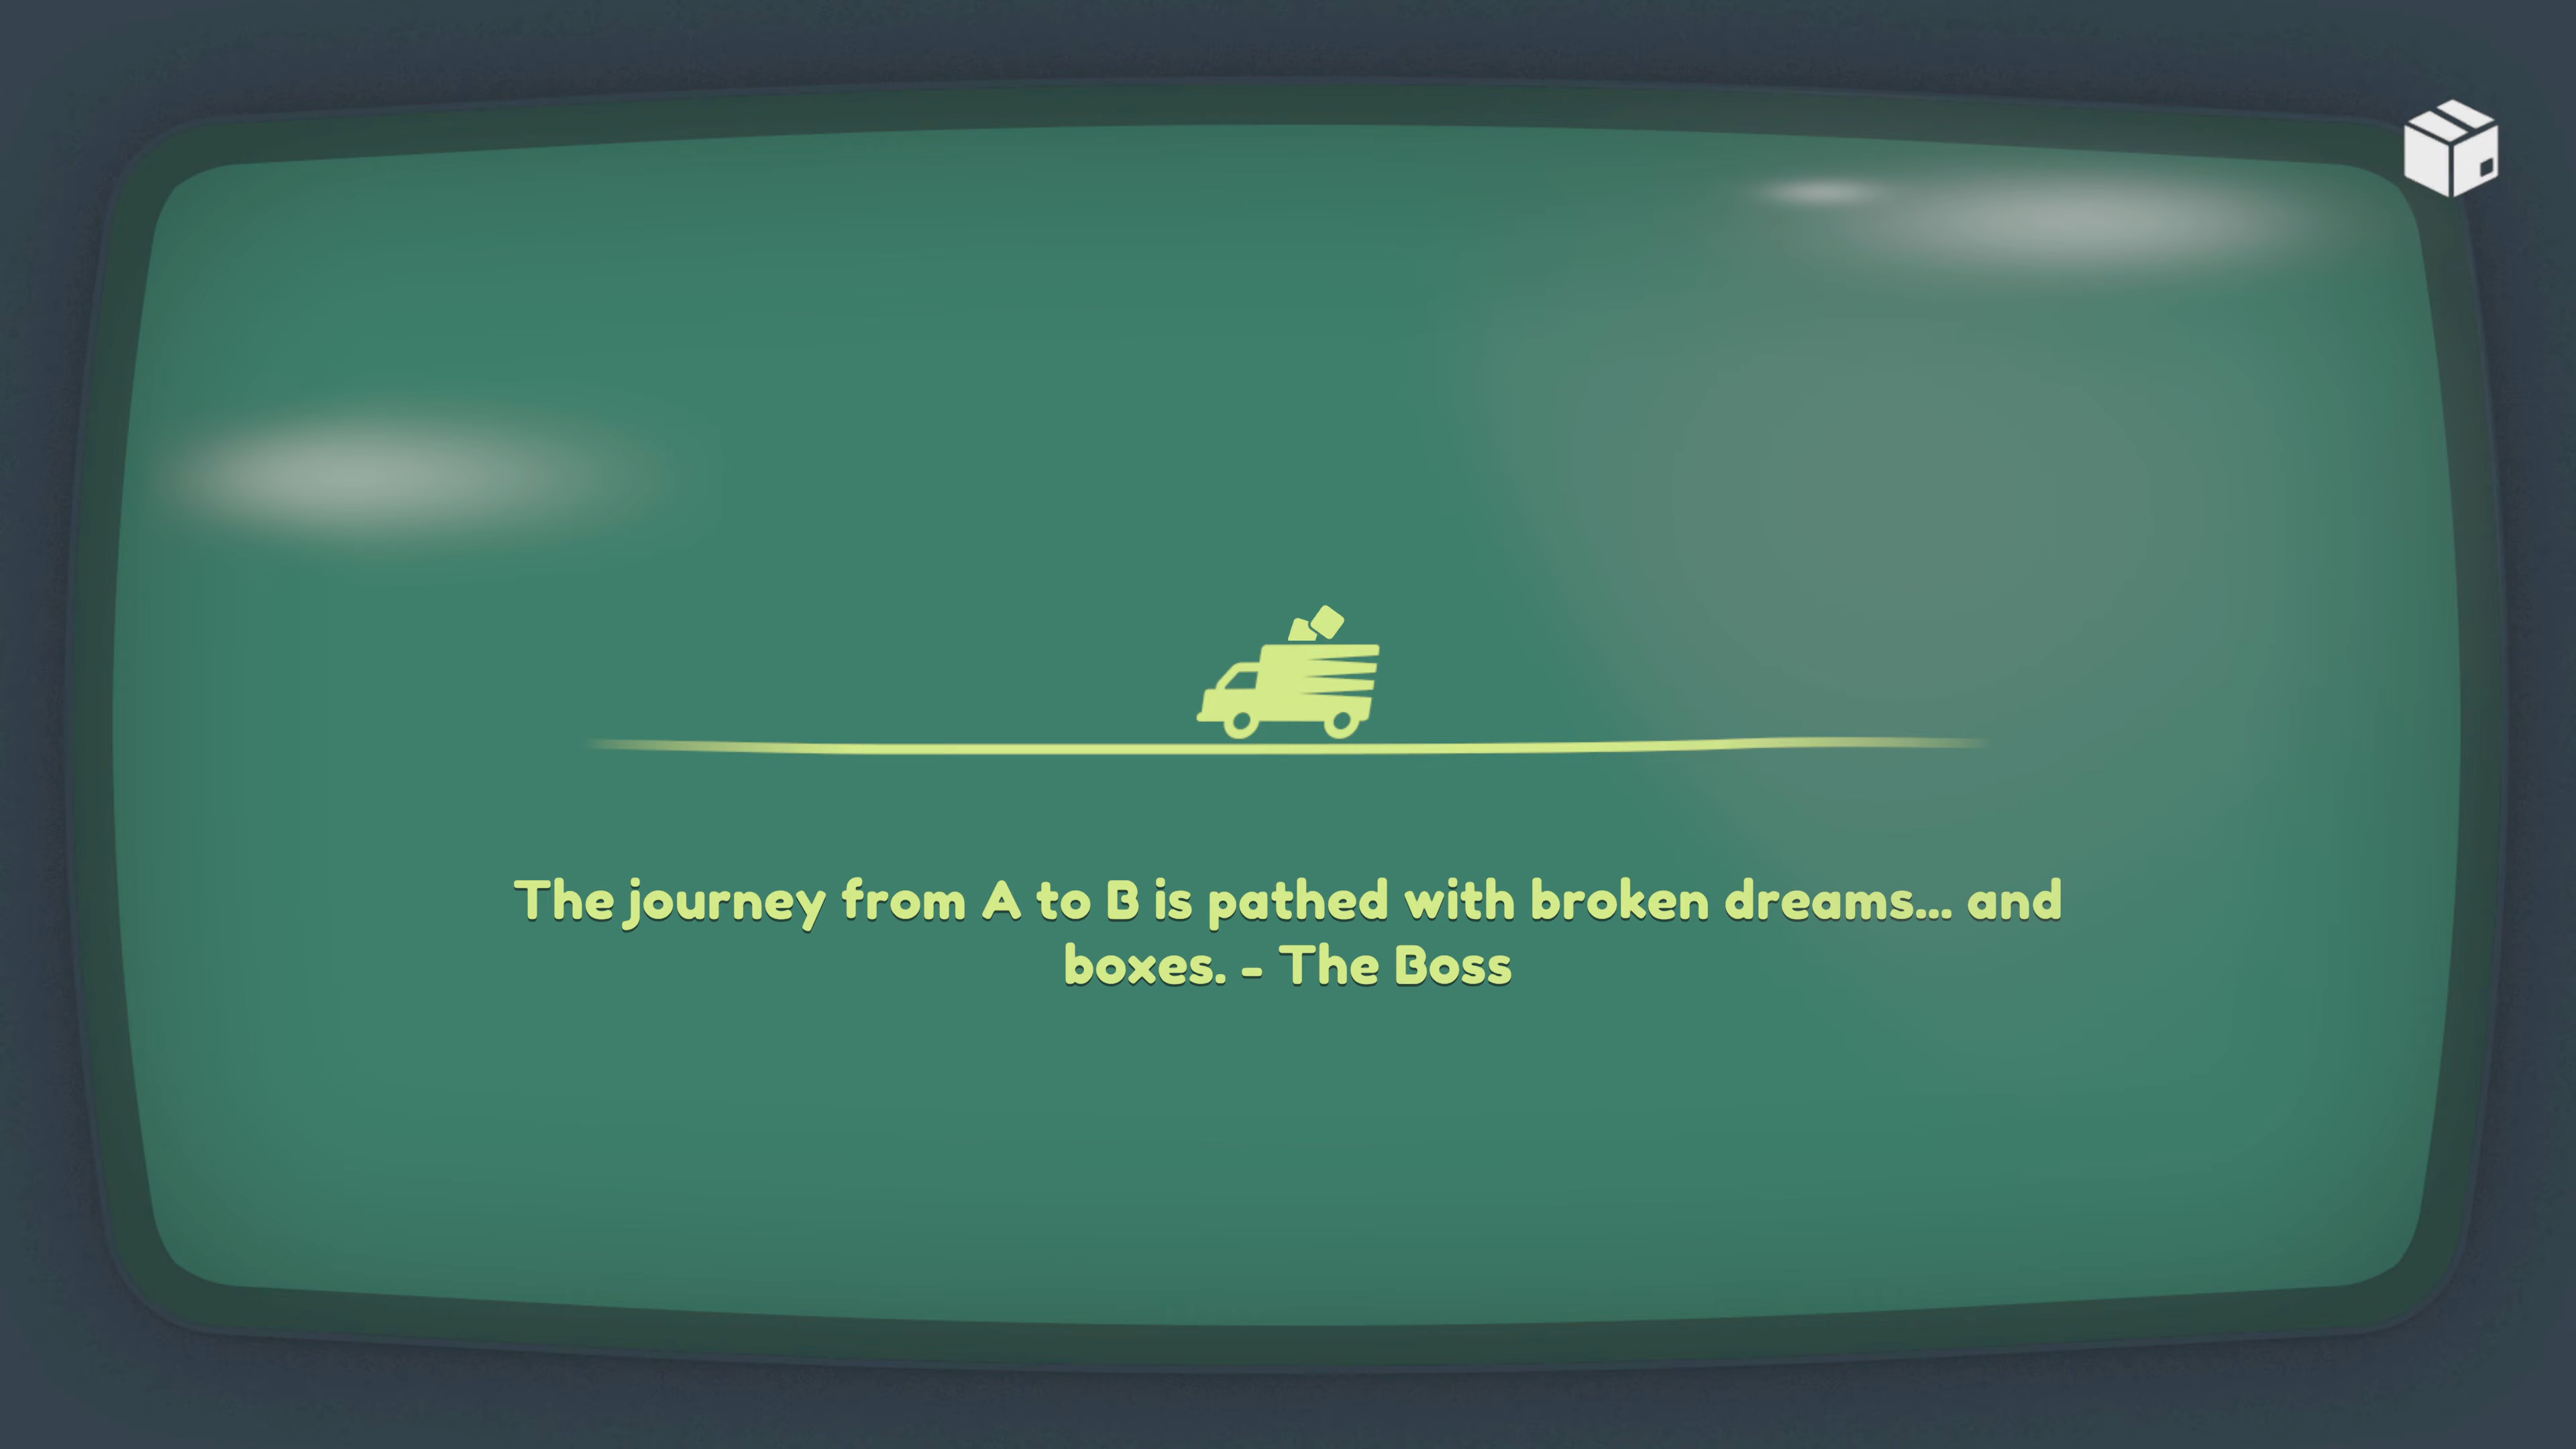 The journey from A to B is pathed with broken dreams... and
boxes. - The Boss